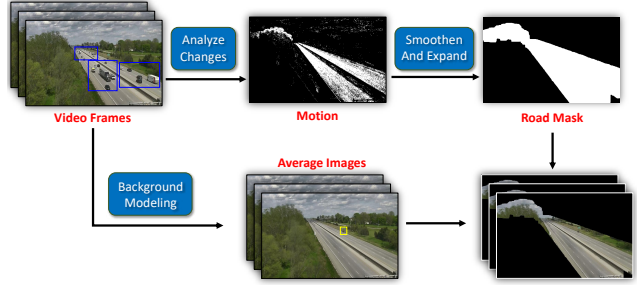 Analyze
Changes
Smoothen
And Expand
Video Frames
Motion
Road Mask
Average Images
Background
Modeling